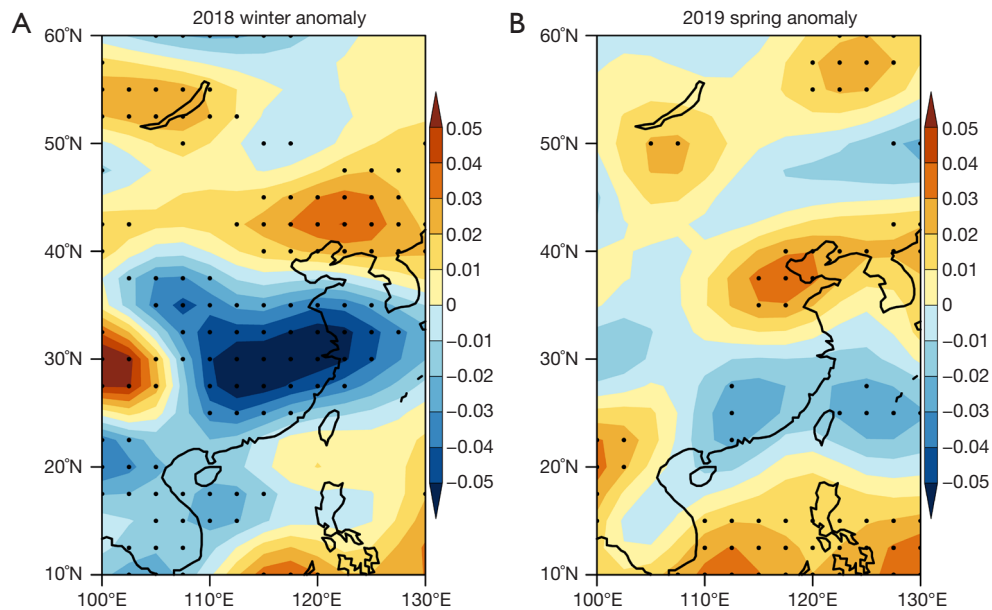 A
2018 winter anomaly
60°N
50°N
40°N
30°N
20°N
10°N
100°E
110°E
120°E
130°E
0.05
0.04
0.03
0.02
0.01
0
−0.01
−0.02
−0.03
−0.04
−0.05
B
2019 spring anomaly
60°N
50°N
40°N
30°N
20°N
10°N
100°E
110°E
120°E
130°E
0.05
0.04
0.03
0.02
0.01
0
−0.01
−0.02
−0.03
−0.04
−0.05